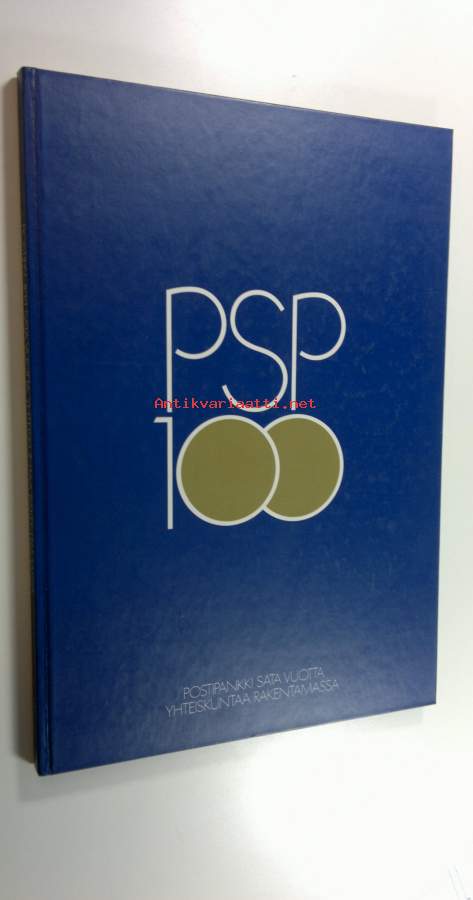 PSP
Antikvariaatti.net
100
POSTIPANKKI SATA VUOTTA
YHTEISKUNTAA RAKENTAMASSA